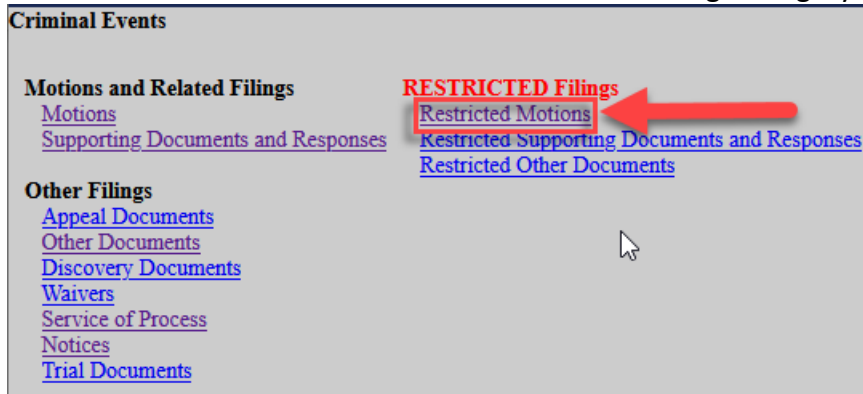 Criminal Events
Motions and Related Filings
Motions
Supporting Documents and Responses
Other Filings
Appeal Documents
Other Documents
Discovery Documents
Waivers
Service of Process
Notices
Trial Documents
RESTRICTED Filings
Restricted Motions
Restricted Supporting Documents and Responses
Restricted Other Documents